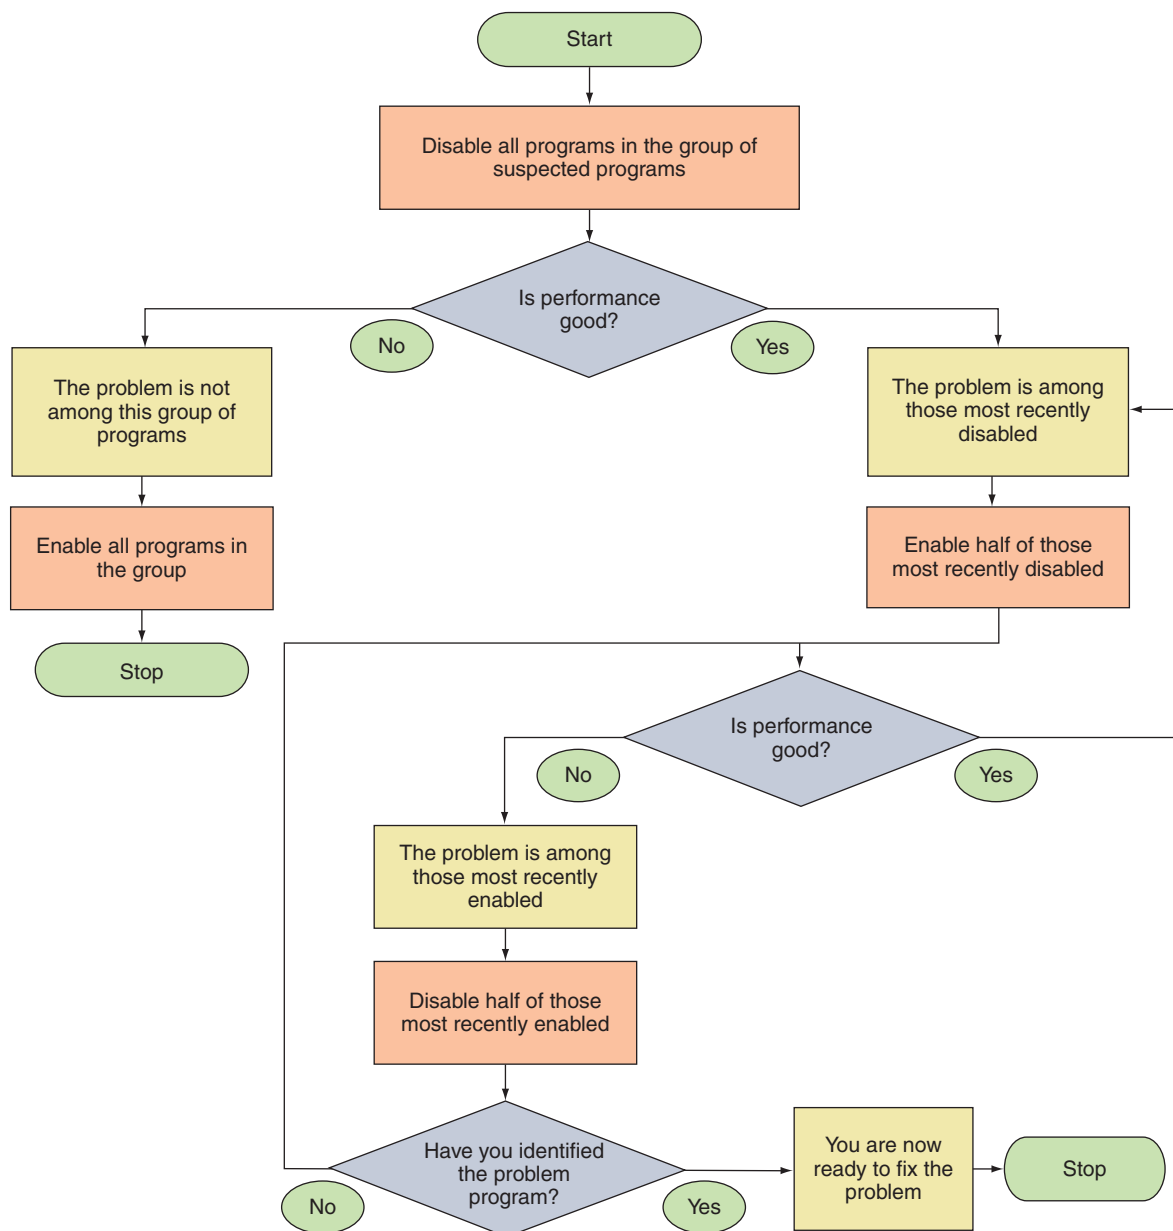 Start
Disable all programs in the group of
suspected programs
Is performance
good?
No
Yes
The problem is not
among this group of
programs
The problem is among
those most recently
disabled
Enable all programs in
the group
Enable half of those
most recently disabled
Stop
Is performance
good?
No
Yes
The problem is among
those most recently
enabled
Disable half of those
most recently enabled
Have you identified
the problem
program?
No
Yes
You are now
ready to fix the
problem
Stop